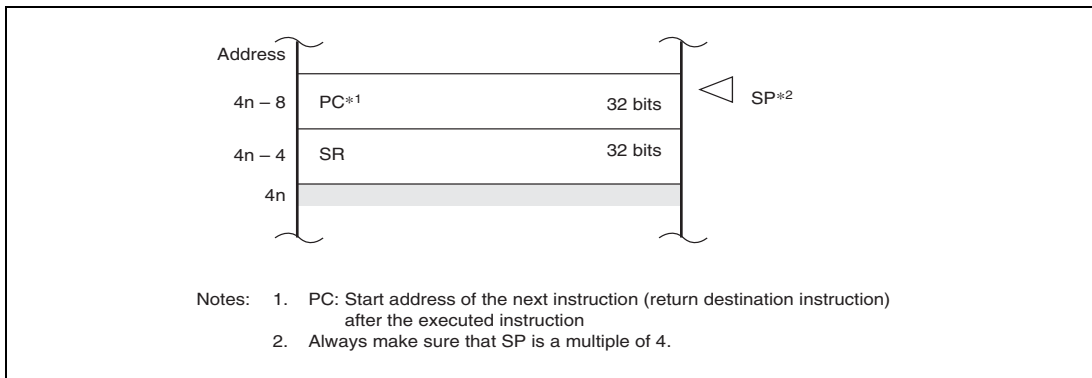 Address
4n – 8 PC*1 32 bits SP*2
4n – 4 SR 32 bits
4n
Notes: 1. PC: Start address of the next instruction (return destination instruction)
after the executed instruction
2. Always make sure that SP is a multiple of 4.